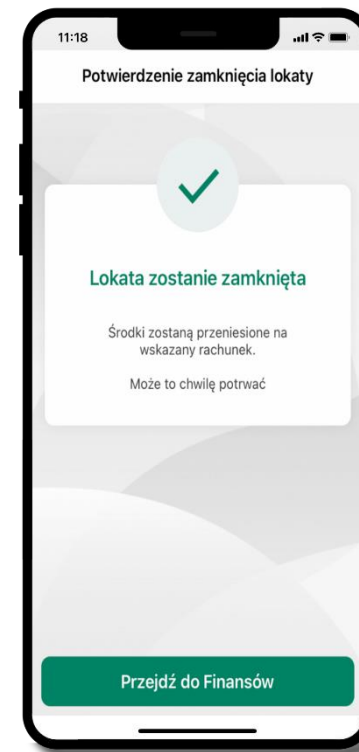 11:18
Potwierdzenie zamknięcia lokaty
Lokata zostanie zamknięta
Środki zostaną przeniesione na
wskazany rachunek.
Może to chwilę potrwać
Przejdź do Finansów